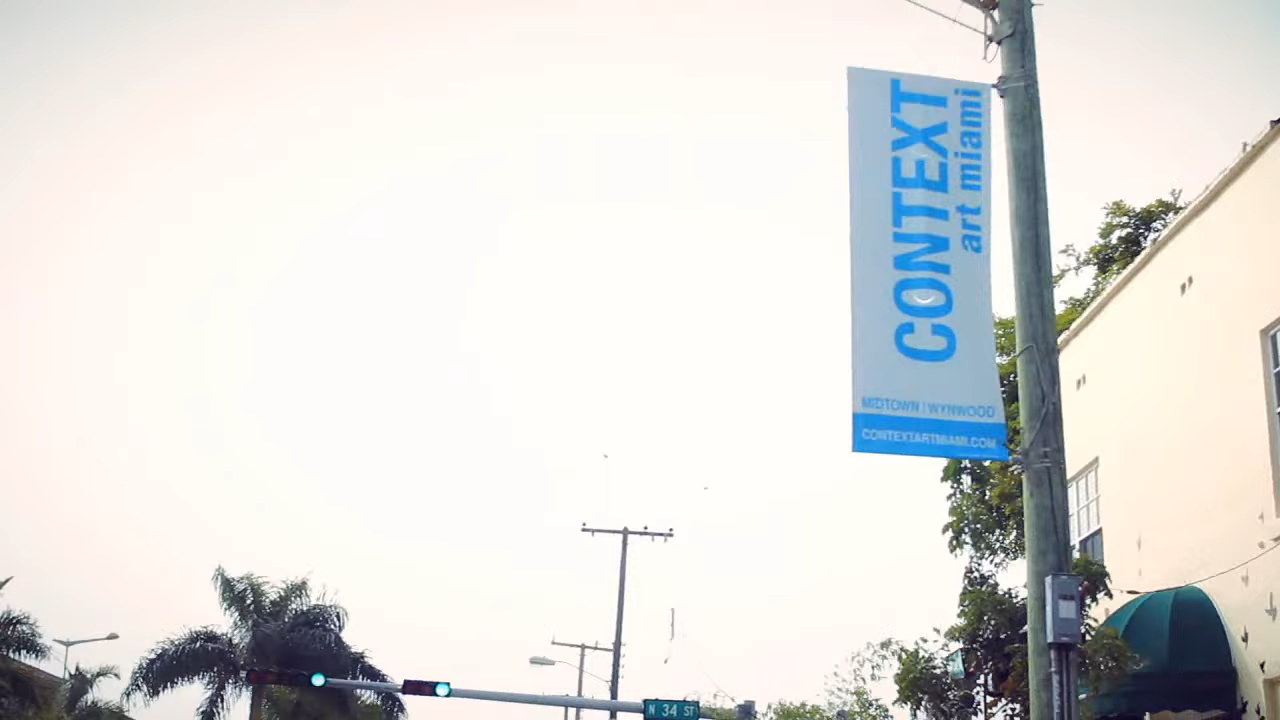 CONTEXT
art miami
MIDTOWN | WYNWOOD
CONTEXTARTMIAMI.COM
N 34 ST